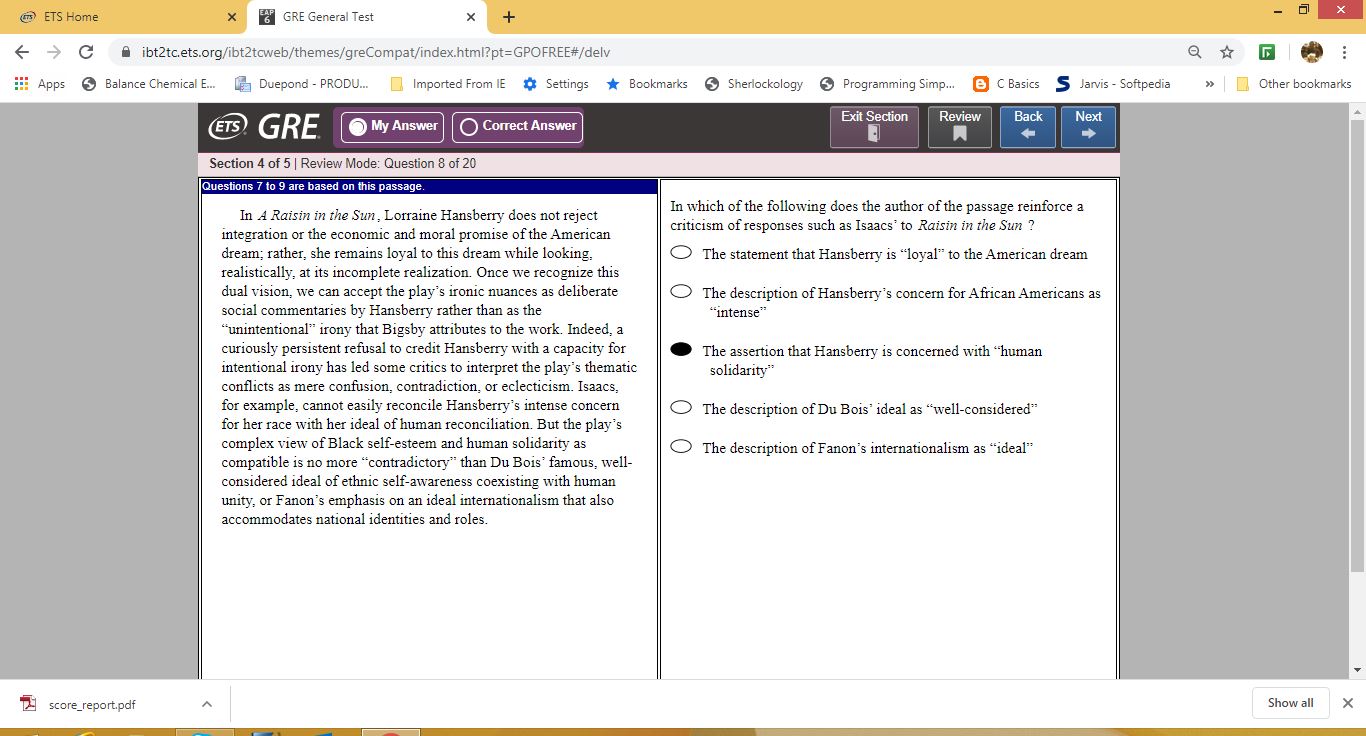 ETS Home
EAP 6 GRE General Test
ibt2tc.ets.org/ibt2tcweb/themes/greCompat/index.html?pt=GPOFREE#/delv
Apps Balance Chemical E... Duepond - PRODU... Imported From IE Settings Bookmarks Sherlockology Programming Simp... C Basics Jarvis - Softpedia » Other bookmarks
ETS GRE My Answer Correct Answer Exit Section Review Back Next
Section 4 of 5 | Review Mode: Question 8 of 20
Questions 7 to 9 are based on this passage.
In A Raisin in the Sun, Lorraine Hansberry does not reject
integration or the economic and moral promise of the American
dream; rather, she remains loyal to this dream while looking,
realistically, at its incomplete realization. Once we recognize this
dual vision, we can accept the play's ironic nuances as deliberate
social commentaries by Hansberry rather than as the
“unintentional” irony that Bigsby attributes to the work. Indeed, a
curiously persistent refusal to credit Hansberry with a capacity for
intentional irony has led some critics to interpret the play's thematic
conflicts as mere confusion, contradiction, or eclecticism. Isaacs,
for example, cannot easily reconcile Hansberry's intense concern
for her race with her ideal of human reconciliation. But the play's
complex view of Black self-esteem and human solidarity as
compatible is no more “contradictory” than Du Bois' famous, well-
considered ideal of ethnic self-awareness coexisting with human
unity, or Fanon's emphasis on an ideal internationalism that also
accommodates national identities and roles.
In which of the following does the author of the passage reinforce a
criticism of responses such as Isaacs' to Raisin in the Sun ?
The statement that Hansberry is “loyal” to the American dream
The description of Hansberry's concern for African Americans as
“intense”
The assertion that Hansberry is concerned with “human
solidarity”
The description of Du Bois' ideal as “well-considered”
The description of Fanon's internationalism as “ideal”
score_report.pdf
Show all